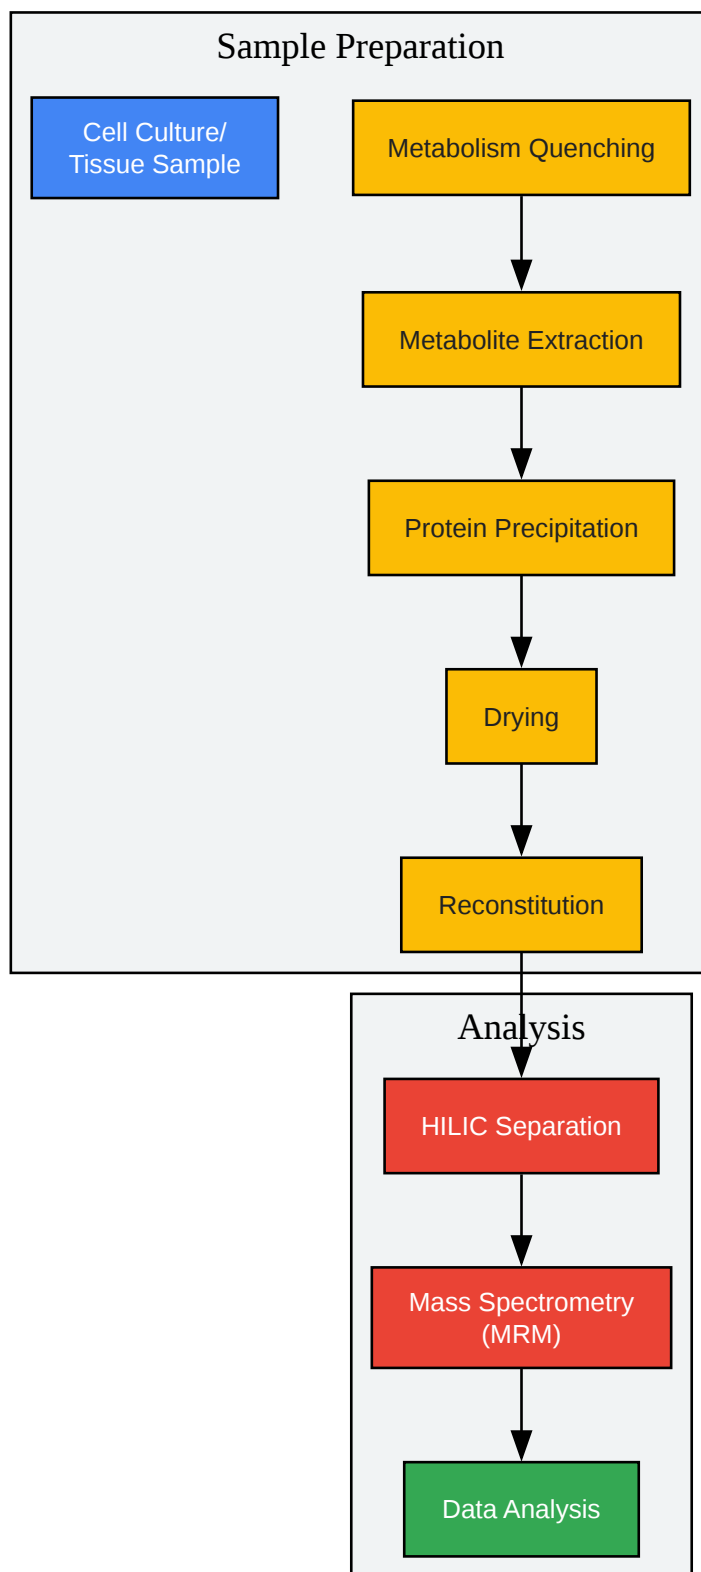 Sample Preparation
Cell Culture/
Tissue Sample
Metabolism Quenching
Metabolite Extraction
Protein Precipitation
Drying
Reconstitution
Analysis
HILIC Separation
Mass Spectrometry
(MRM)
Data Analysis